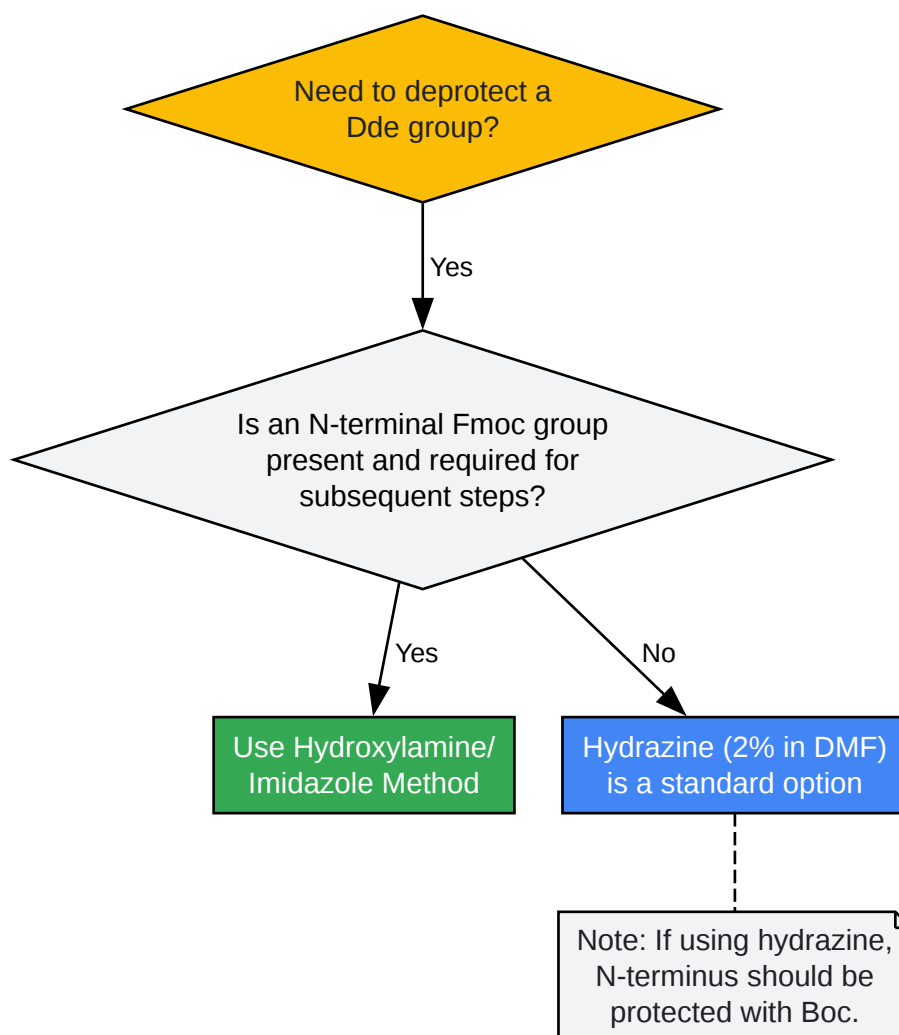 Need to deprotect a
Dde group?
Yes
Is an N-terminal Fmoc group
present and required for
subsequent steps?
Yes
No
Use Hydroxylamine/
Imidazole Method
Hydrazine (2% in DMF)
is a standard option
Note: If using hydrazine,
N-terminus should be
protected with Boc.